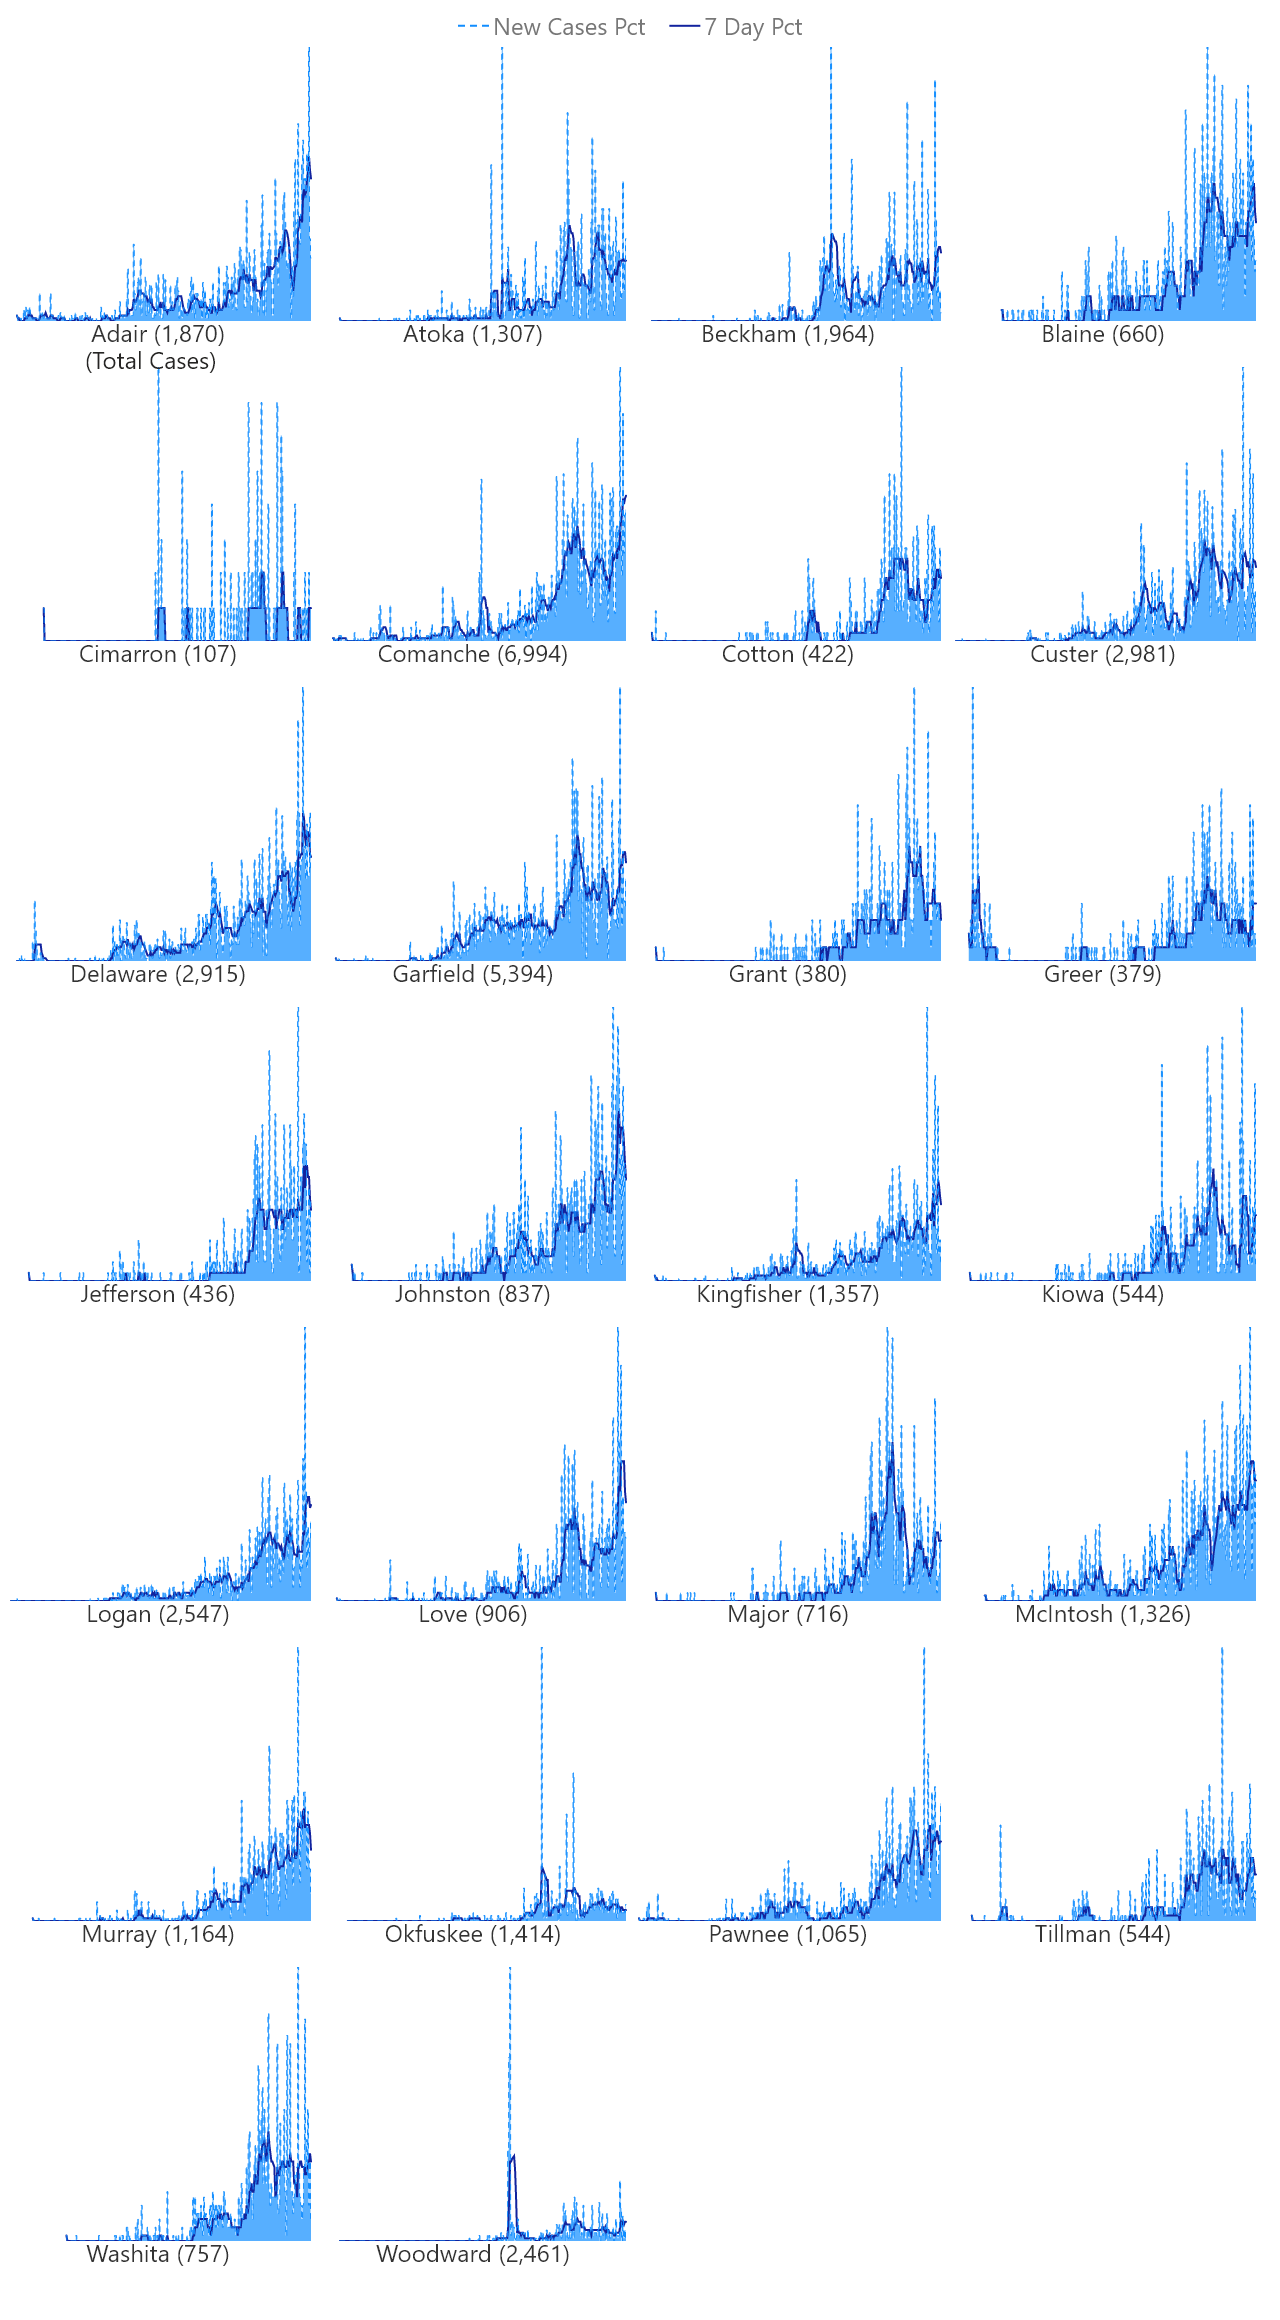 New Cases Pct 7 Day Pct
Adair (1,870)
(Total Cases)
Atoka (1,307)
Beckham (1,964)
Blaine (660)
Cimarron (107)
Comanche (6,994)
Cotton (422)
Custer (2,981)
Delaware (2,915)
Garfield (5,394)
Grant (380)
Greer (379)
Jefferson (436)
Johnston (837)
Kingfisher (1,357)
Kiowa (544)
Logan (2,547)
Love (906)
Major (716)
McIntosh (1,326)
Murray (1,164)
Okfuskee (1,414)
Pawnee (1,065)
Tillman (544)
Washita (757)
Woodward (2,461)